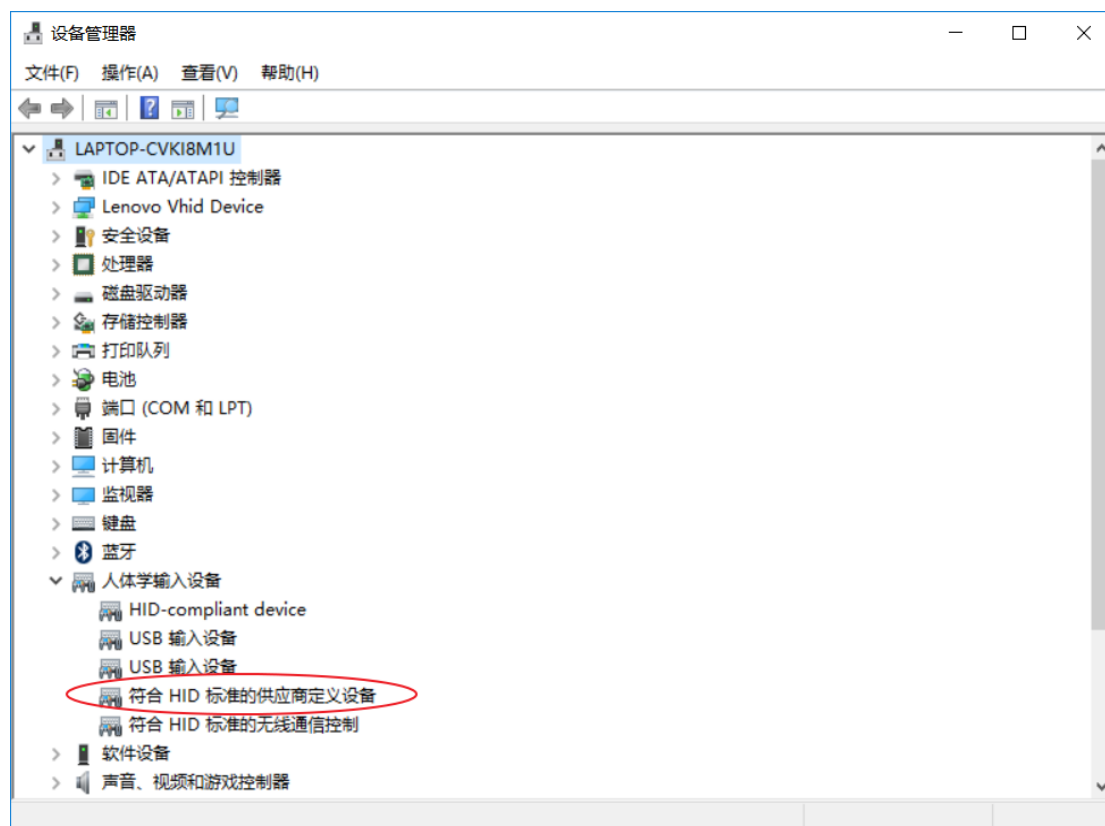 设备管理器
文件(F) 操作(A) 查看(V) 帮助(H)
LAPTOP-CVKI8M1U
IDE ATA/ATAPI 控制器
Lenovo Vhid Device
安全设备
处理器
磁盘驱动器
存储控制器
打印队列
电池
端口 (COM 和 LPT)
固件
计算机
监视器
键盘
蓝牙
人体学输入设备
HID-compliant device
USB 输入设备
USB 输入设备
符合 HID 标准的供应商定义设备
符合 HID 标准的无线通信控制
软件设备
声音、视频和游戏控制器